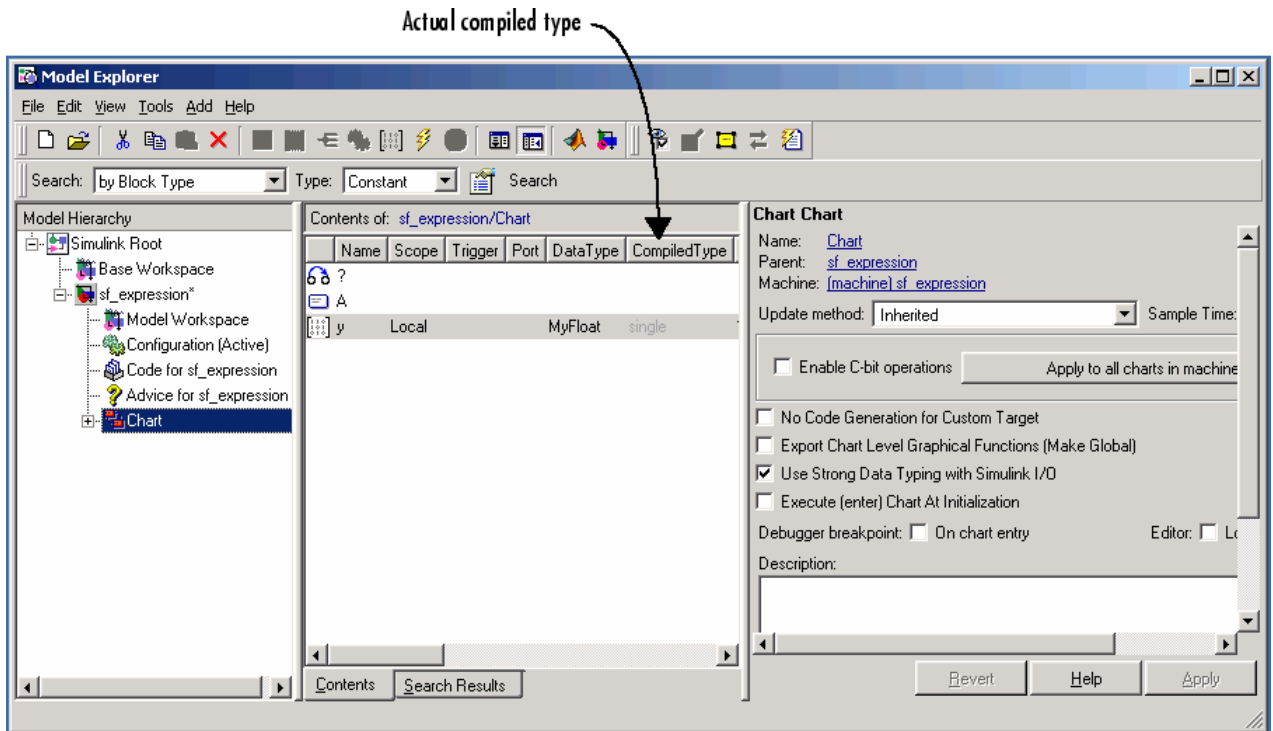 Actual compiled type
Model Explorer
File Edit View Tools Add Help
Search: by Block Type Type: Constant Search
Model Hierarchy
Simulink Root
Base Workspace
sf_expression*
Model Workspace
Configuration (Active)
Code for sf_expression
Advice for sf_expression
Chart
Contents of: sf_expression/Chart
Name Scope Trigger Port DataType CompiledType
?
A
y Local MyFloat single
Contents Search Results
Chart Chart
Name: Chart
Parent: sf_expression
Machine: (machine) sf_expression
Update method: Inherited Sample Time:
Enable C-bit operations Apply to all charts in machine
No Code Generation for Custom Target
Export Chart Level Graphical Functions (Make Global)
Use Strong Data Typing with Simulink I/O
Execute (enter) Chart At Initialization
Debugger breakpoint: On chart entry Editor:
Description:
Revert Help Apply